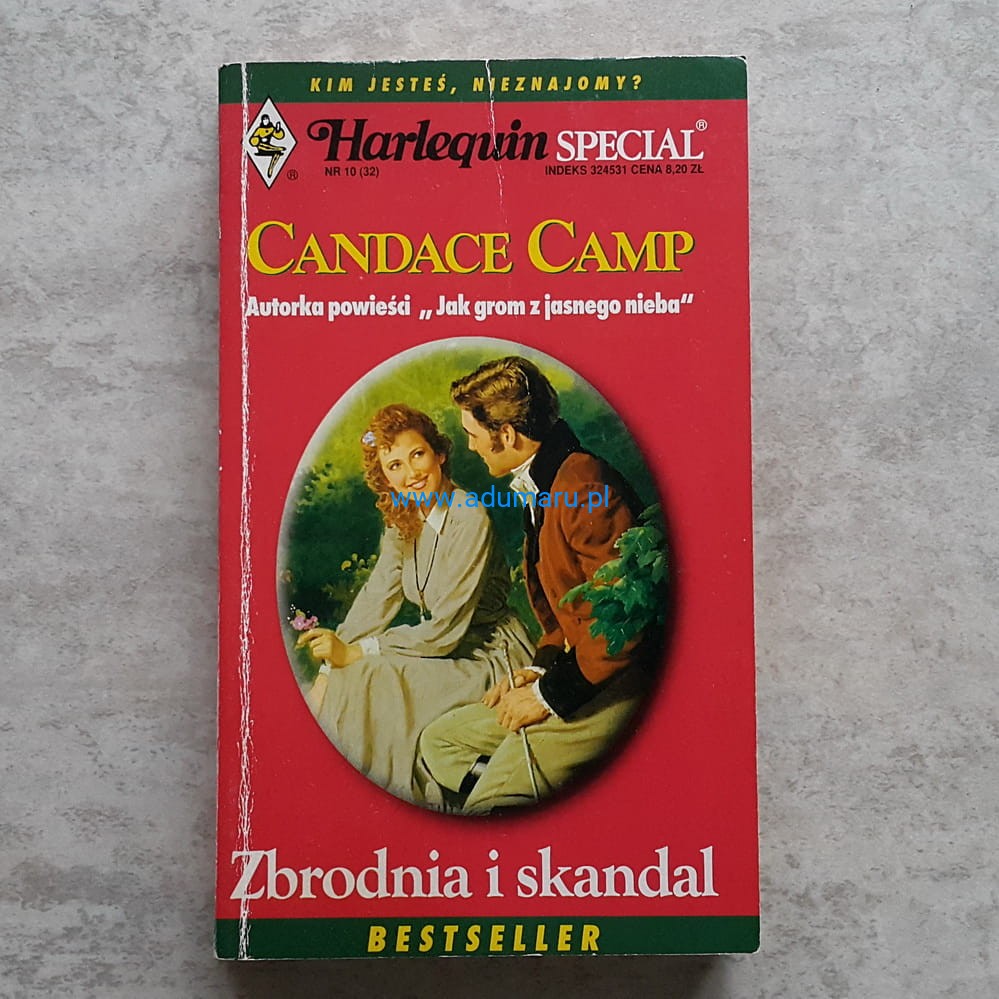 KIM JESTEŚ, NIEZNAJOMY?
Harlequin SPECIAL®
®
NR 10 (32) INDEKS 324531 CENA 8,20 ZŁ
CANDACE CAMP
Autorka powieści „Jak grom z jasnego nieba"
www.adumaru.pl
Zbrodnia i skandal
BESTSELLER